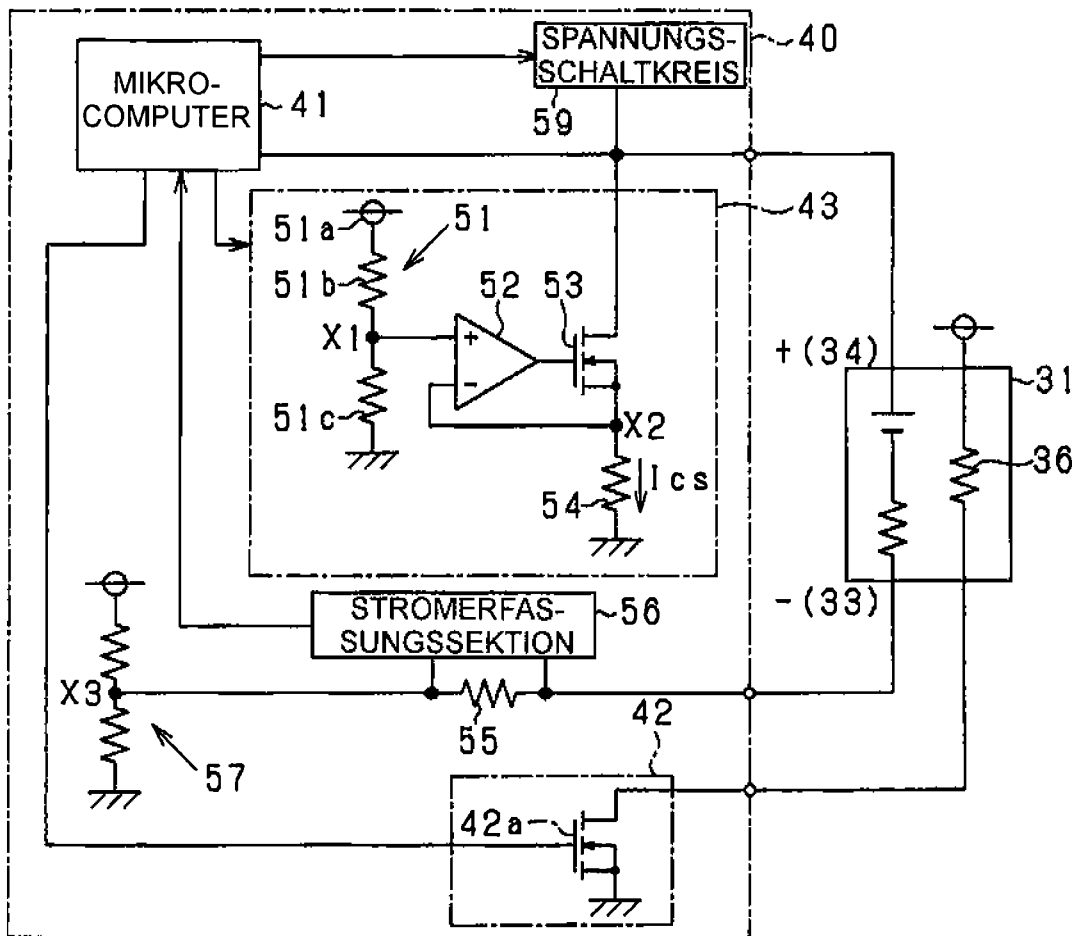 SPANNUNGS-
SCHALTKREIS
40
MIKRO-
COMPUTER
41
59
43
51a
51
51b
52
53
X1
+
-
51c
X2
Ics
54
+(34)
31
36
-(33)
STROMERFAS-
SUNGSSEKTION
56
X3
55
57
42
42a